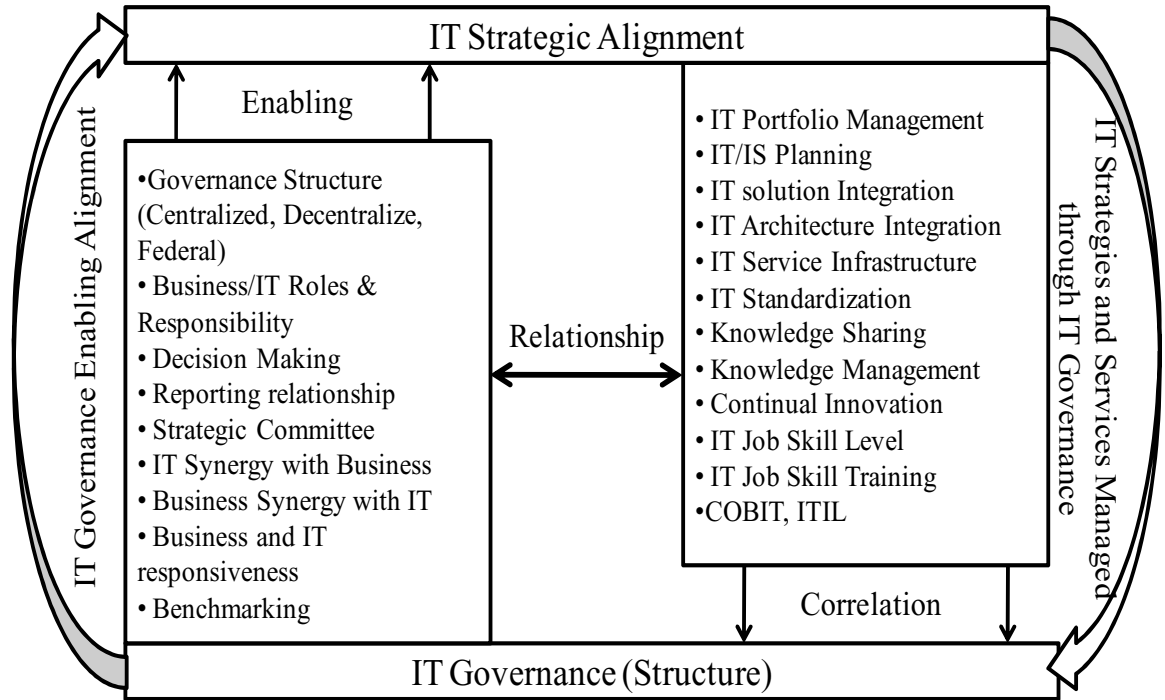 IT Strategic Alignment
Enabling
•Governance Structure
(Centralized, Decentralize,
Federal)
• Business/IT Roles &
Responsibility
• Decision Making
• Reporting relationship
• Strategic Committee
• IT Synergy with Business
• Business Synergy with IT
• Business and IT
responsiveness
• Benchmarking
Relationship
• IT Portfolio Management
• IT/IS Planning
• IT solution Integration
• IT Architecture Integration
• IT Service Infrastructure
• IT Standardization
• Knowledge Sharing
• Knowledge Management
• Continual Innovation
• IT Job Skill Level
• IT Job Skill Training
•COBIT, ITIL
Correlation
IT Governance (Structure)
IT Governance Enabling Alignment
IT Strategies and Services Managed
through IT Governance